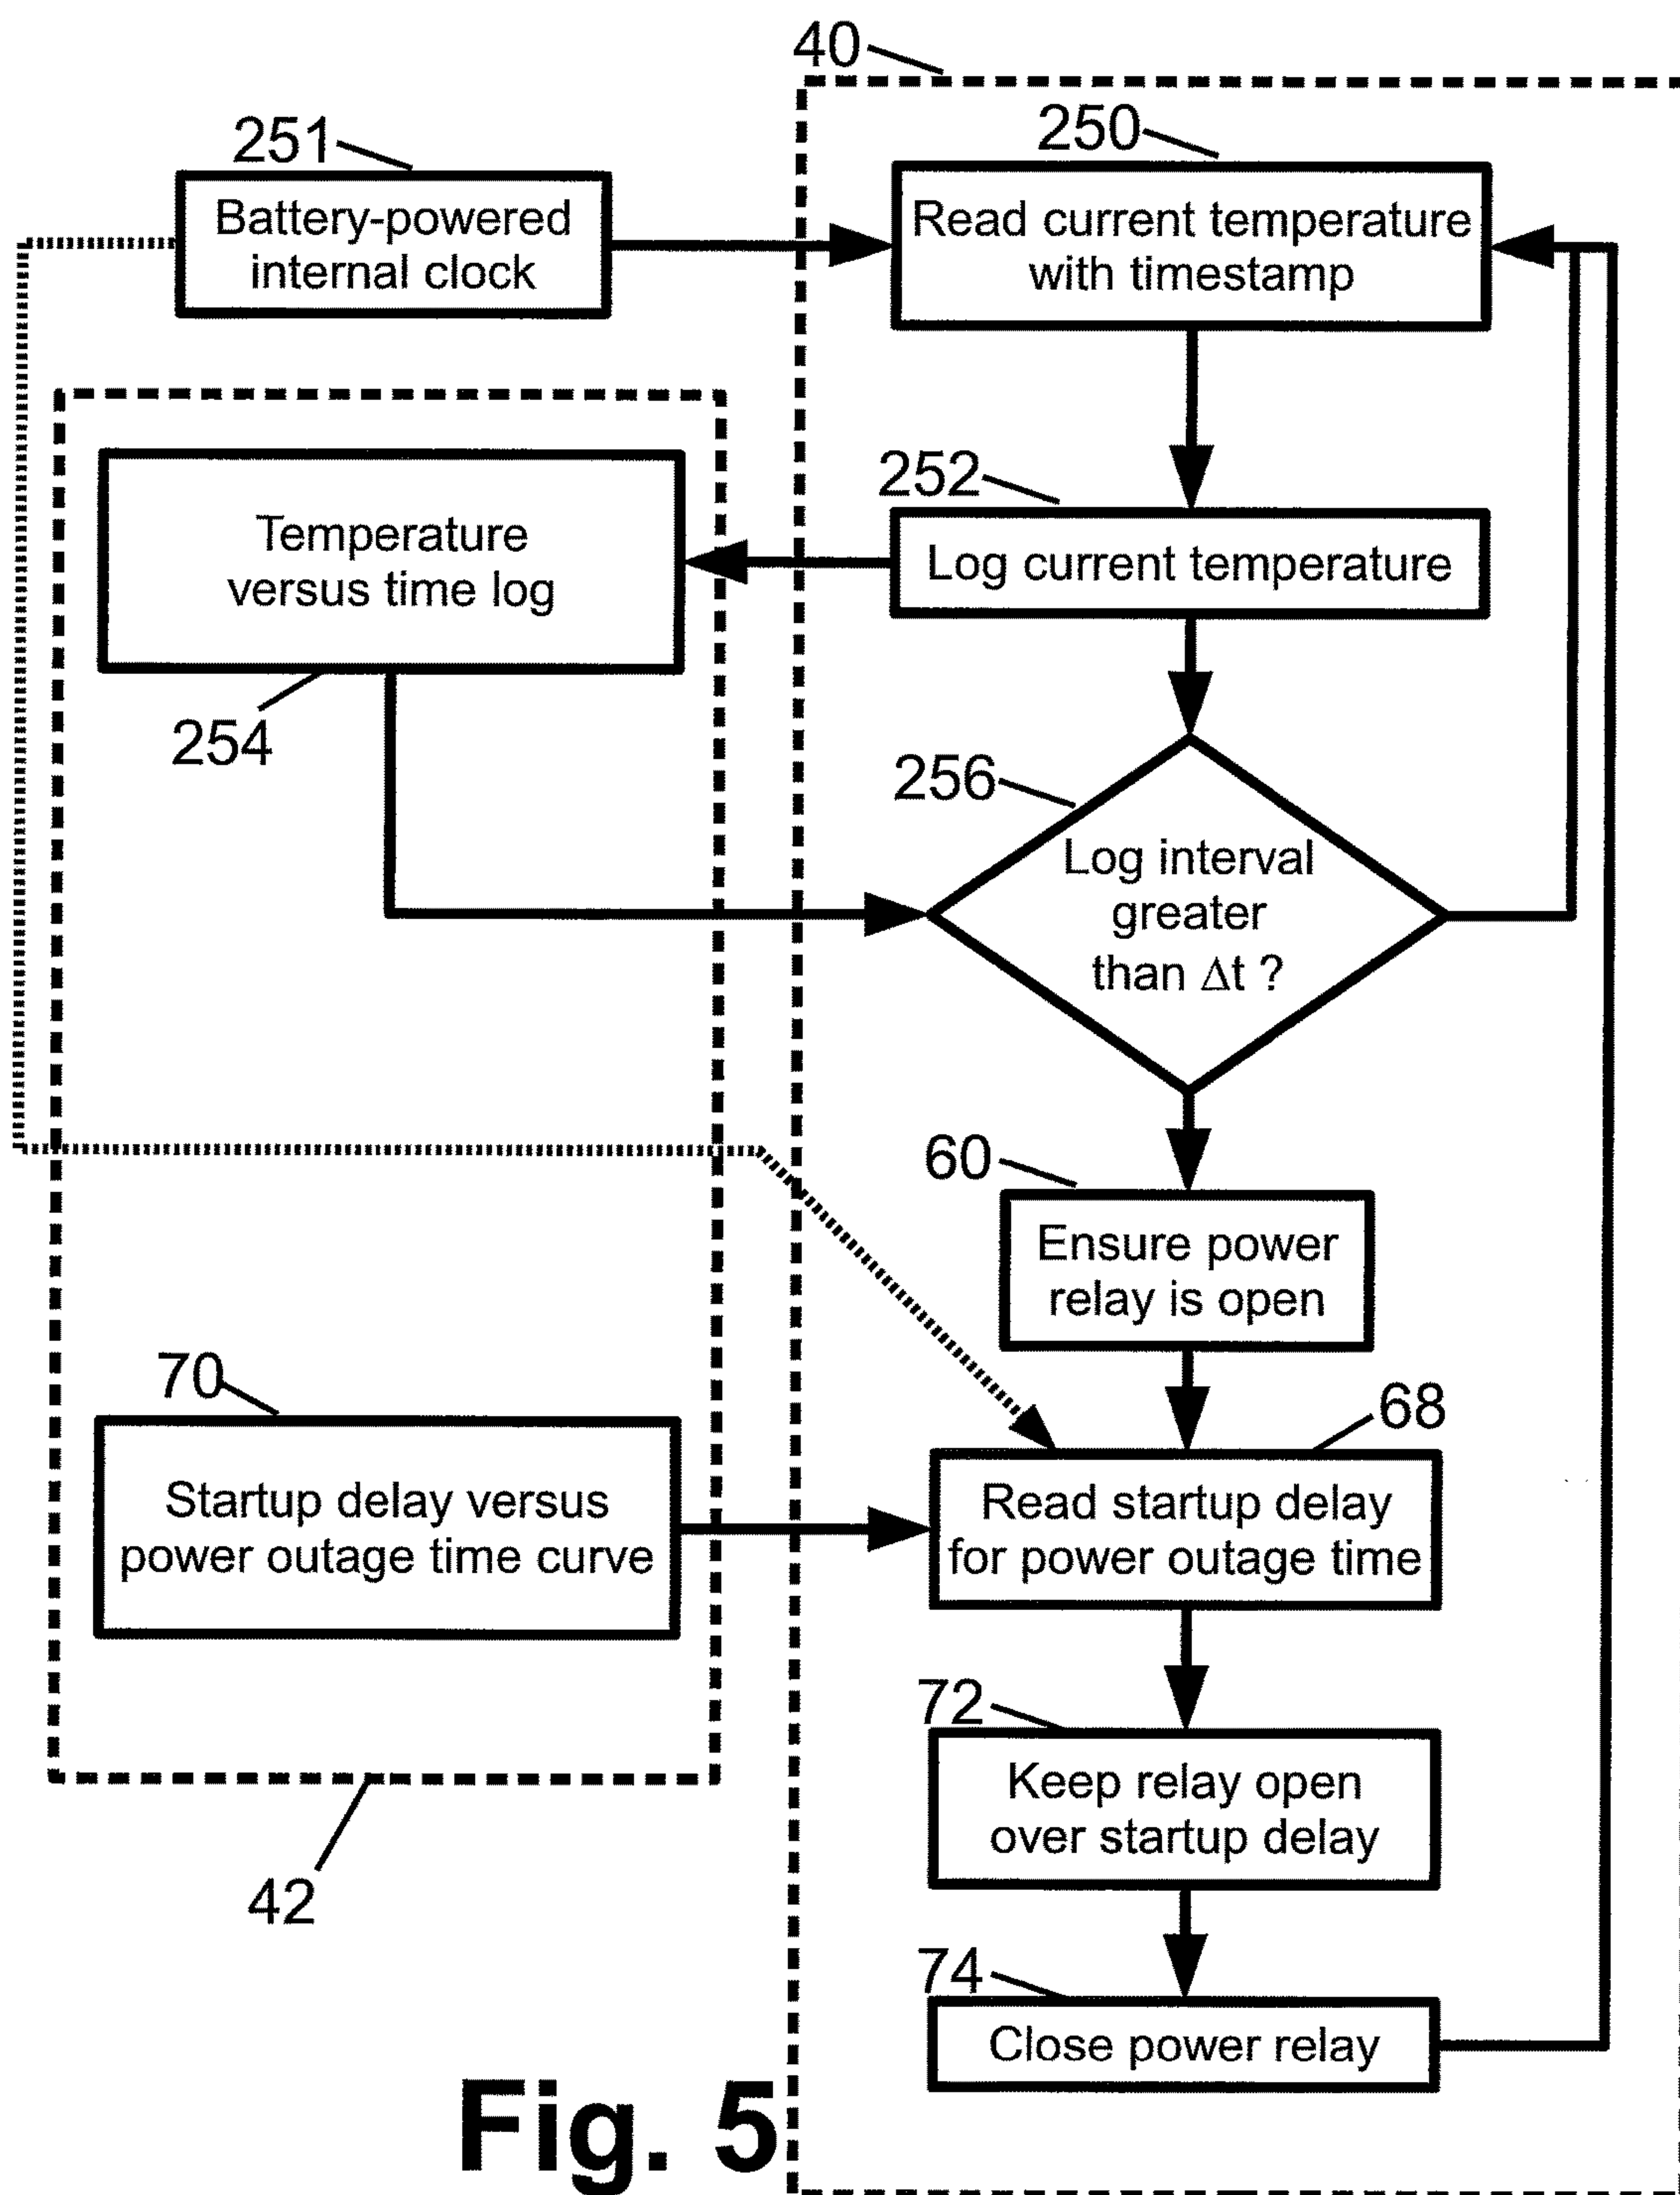 40
251
250
Battery-powered
internal clock
Read current temperature
with timestamp
252
Temperature
versus time log
Log current temperature
254
256
Log interval
greater
than Δt ?
60
Ensure power
relay is open
70
68
Startup delay versus
power outage time curve
Read startup delay
for power outage time
72
Keep relay open
over startup delay
42
74
Close power relay
Fig. 5